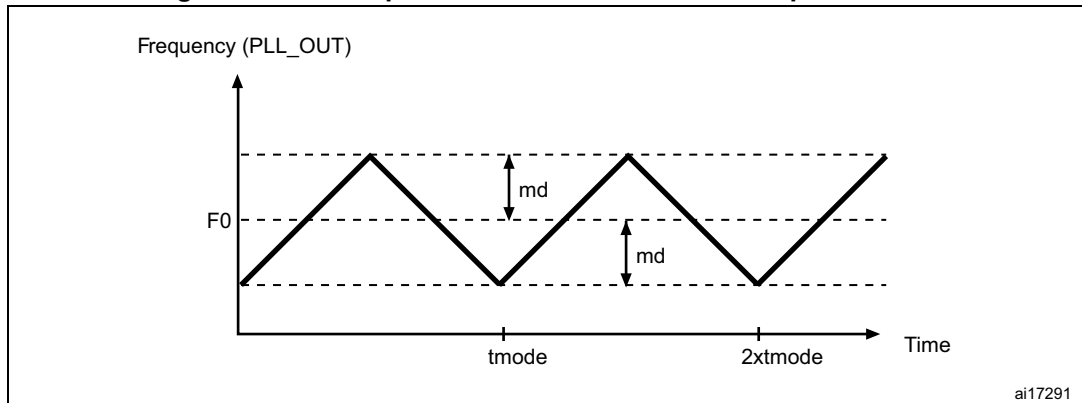 Frequency (PLL_OUT)
md
F0
md
tmode
2xtmode
Time
ai17291